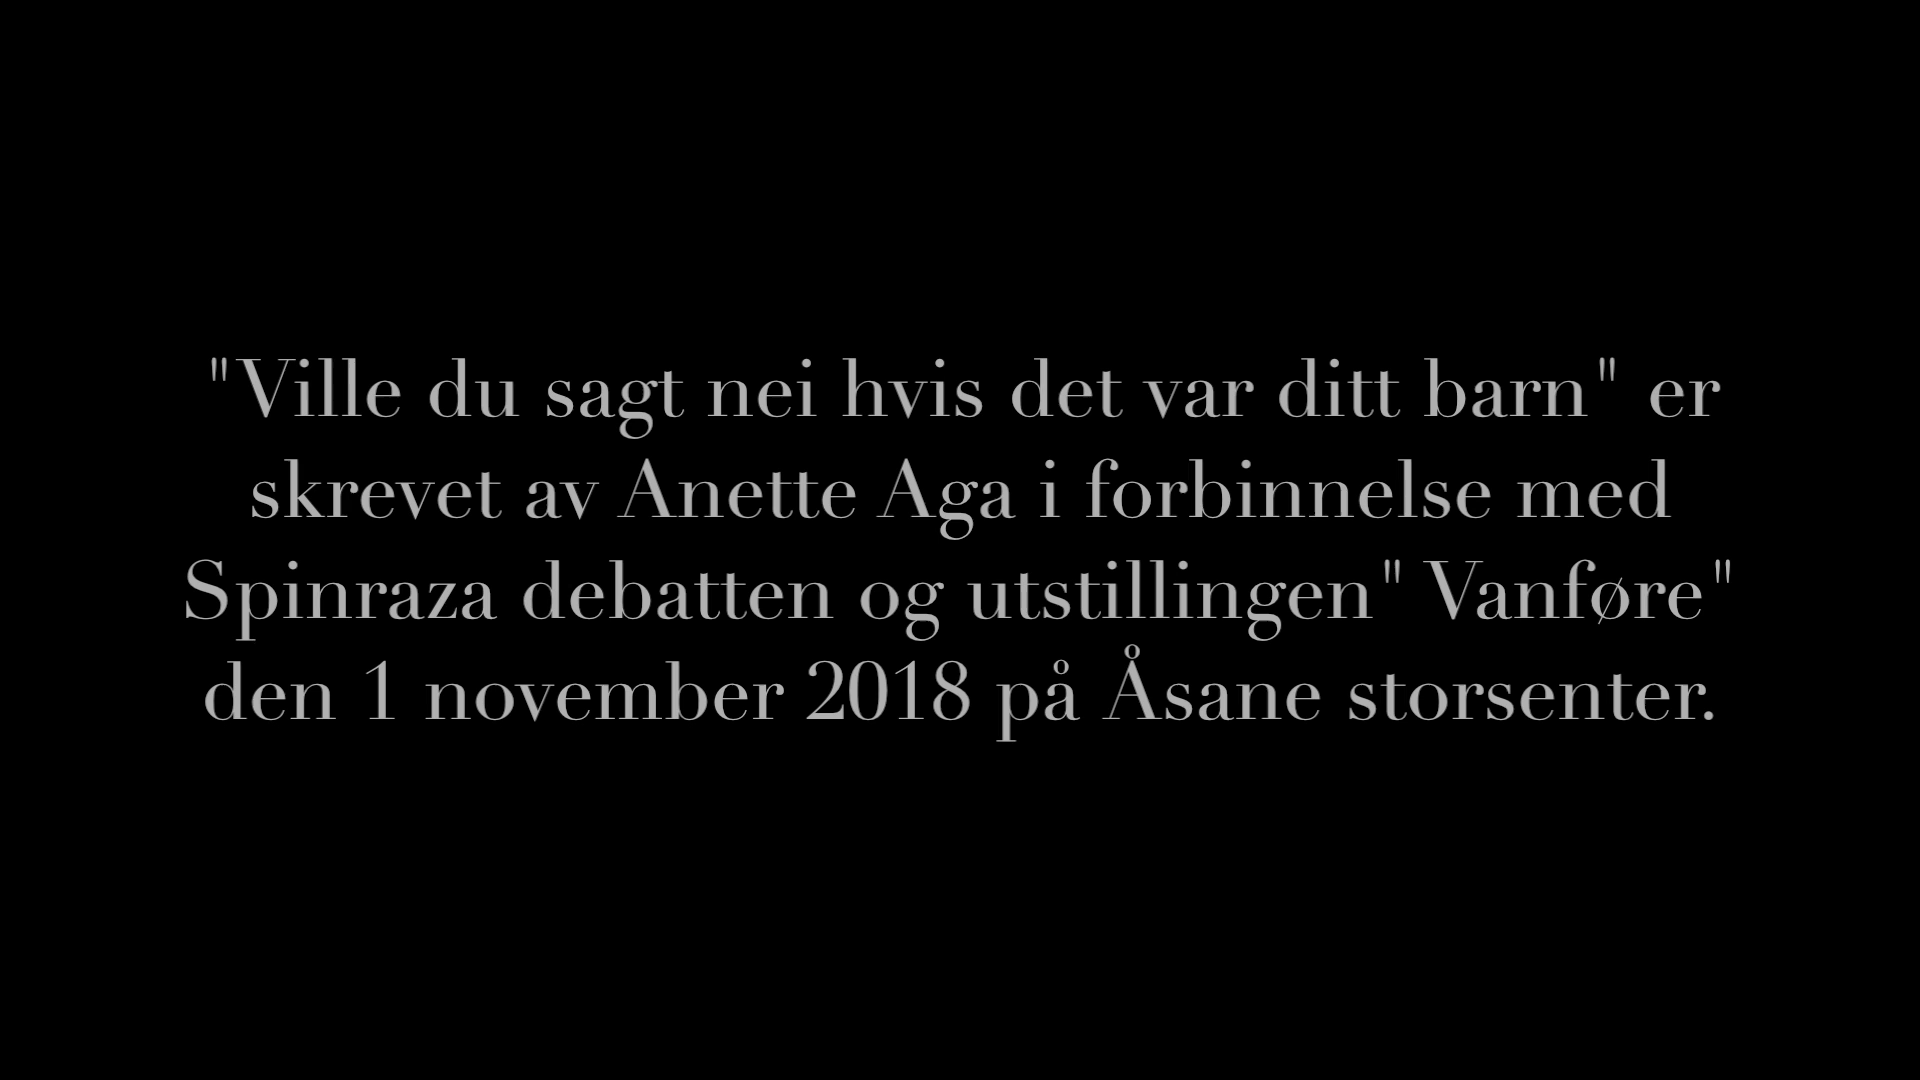 "Ville du sagt nei hvis det var ditt barn" er
skrevet av Anette Aga i forbinnelse med
Spinraza debatten og utstillingen" Vanføre"
den 1 november 2018 på Åsane storsenter.